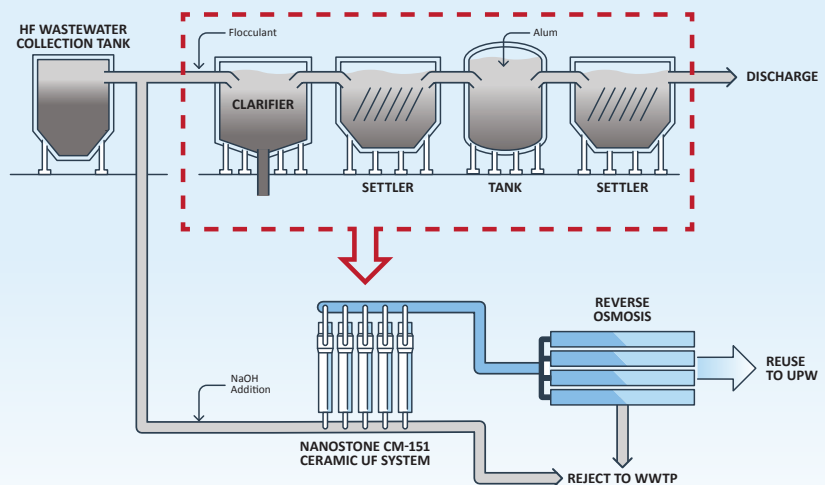 HF WASTEWATER
COLLECTION TANK
Flocculant
Alum
CLARIFIER
DISCHARGE
SETTLER
TANK
SETTLER
REVERSE
OSMOSIS
REUSE
TO UPW
NaOH
Addition
NANOSTONE CM-151
CERAMIC UF SYSTEM
REJECT TO WWTP